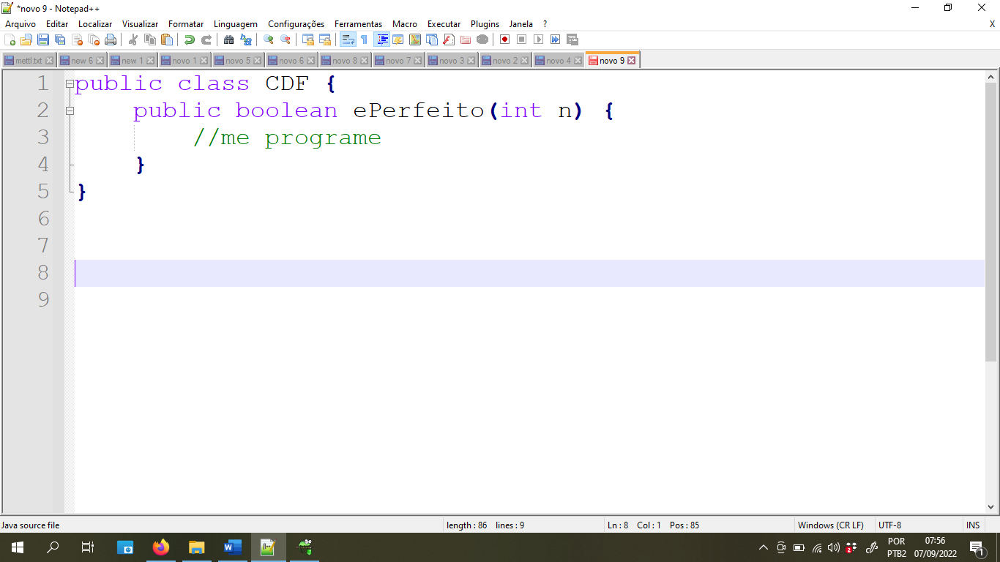 *novo 9 - Notepad++
Arquivo Editar Localizar Visualizar Formatar Linguagem Configurações Ferramentas Macro Executar Plugins Janela ? X
mettl.txt new 6 new 1 novo 1 novo 5 novo 6 novo 8 novo 7 novo 3 novo 2 novo 4 novo 9
1 public class CDF {
2 public boolean ePerfeito(int n) {
3 //me programe
4 }
5 }
6
7
8
9
Java source file length : 86 lines : 9 Ln : 8 Col : 1 Pos : 85 Windows (CR LF) UTF-8 INS
POR 07:56
PTB2 07/09/2022 1